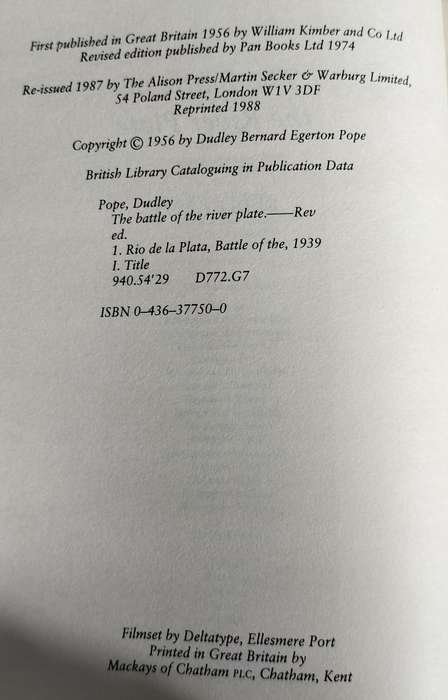 First published in Great Britain 1956 by William Kimber and Co Ltd
Revised edition published by Pan Books Ltd 1974
Re-issued 1987 by The Alison Press/Martin Secker & Warburg Limited,
54 Poland Street, London W1V 3DF
Reprinted 1988
Copyright © 1956 by Dudley Bernard Egerton Pope
British Library Cataloguing in Publication Data
Pope, Dudley
The battle of the river plate.——Rev
ed.
1. Rio de la Plata, Battle of the, 1939
I. Title
940.54'29 D772.G7
ISBN 0–436–37750–0
Filmset by Deltatype, Ellesmere Port
Printed in Great Britain by
Mackays of Chatham PLC, Chatham, Kent